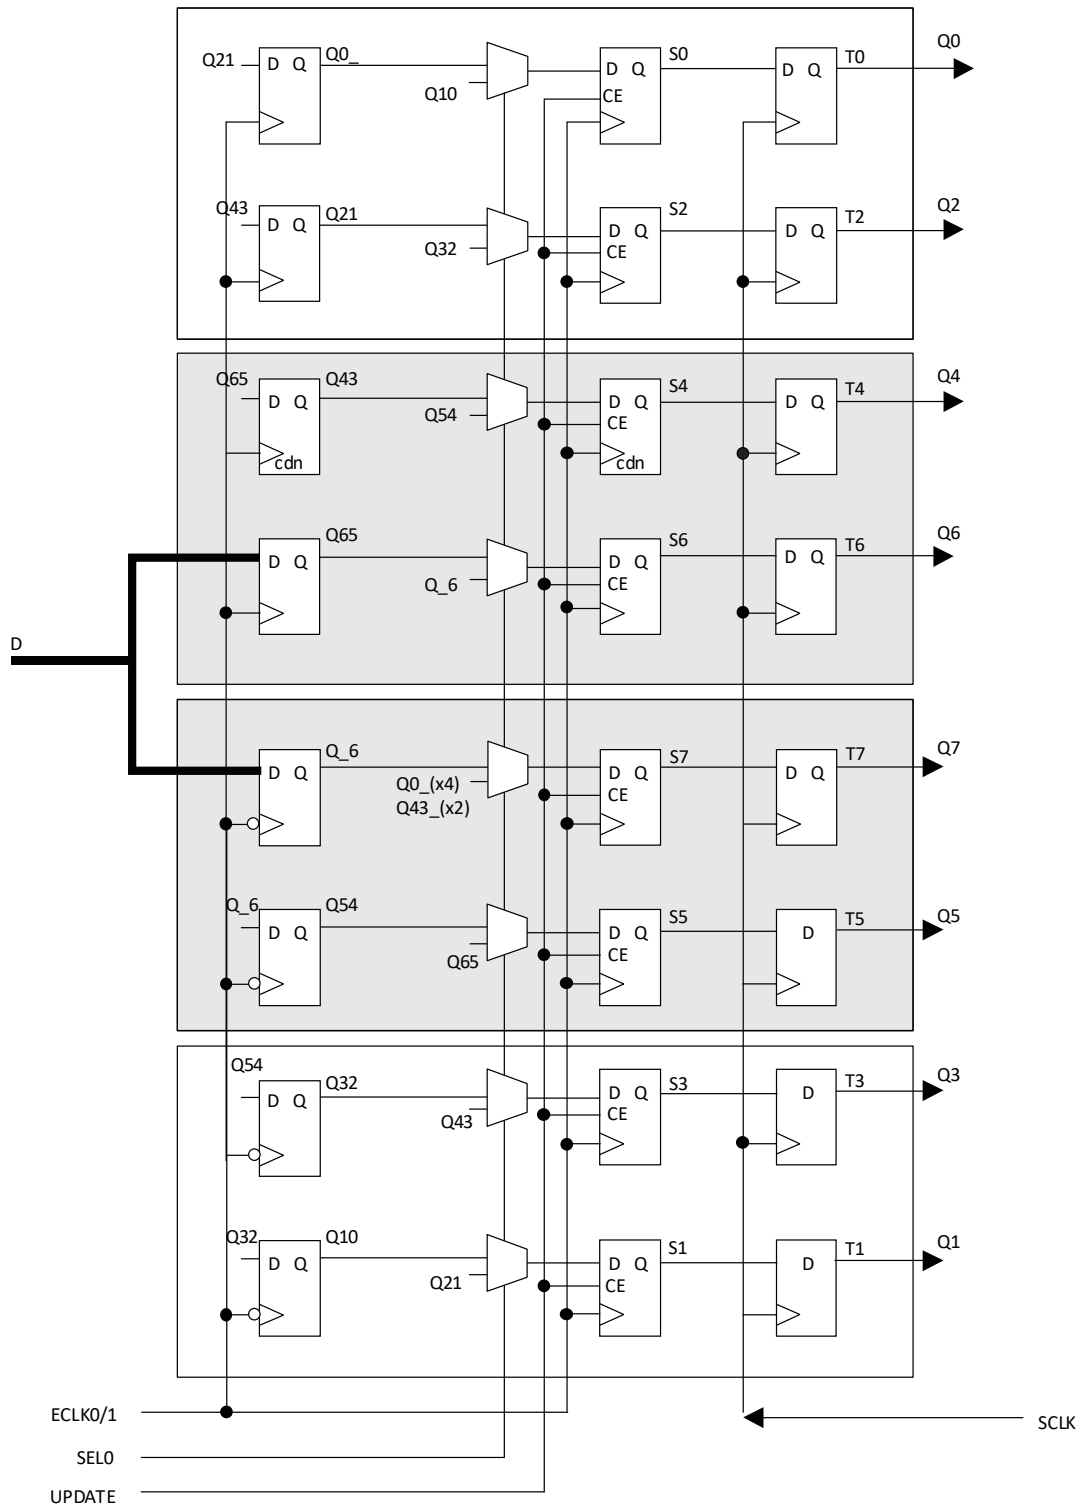 Q21 D Q Q0_ Q10 D Q CE S0 D Q T0 Q0
Q43 D Q Q21 Q32 D Q CE S2 D Q T2 Q2
Q65 D Q cdn Q43 Q54 D Q CE cdn S4 D Q T4 Q4
D Q Q65 Q_6 D Q CE S6 D Q T6 Q6
D
D Q Q_6 Q0_(x4) D Q CE S7 D Q T7 Q7
Q43_(x2)
Q_6 D Q Q54 Q65 D Q CE S5 D T5 Q5
Q54 D Q Q32 Q43 D Q CE S3 D T3 Q3
Q32 D Q Q10 Q21 D Q CE S1 D T1 Q1
ECLK0/1
SCLK
SEL0
UPDATE